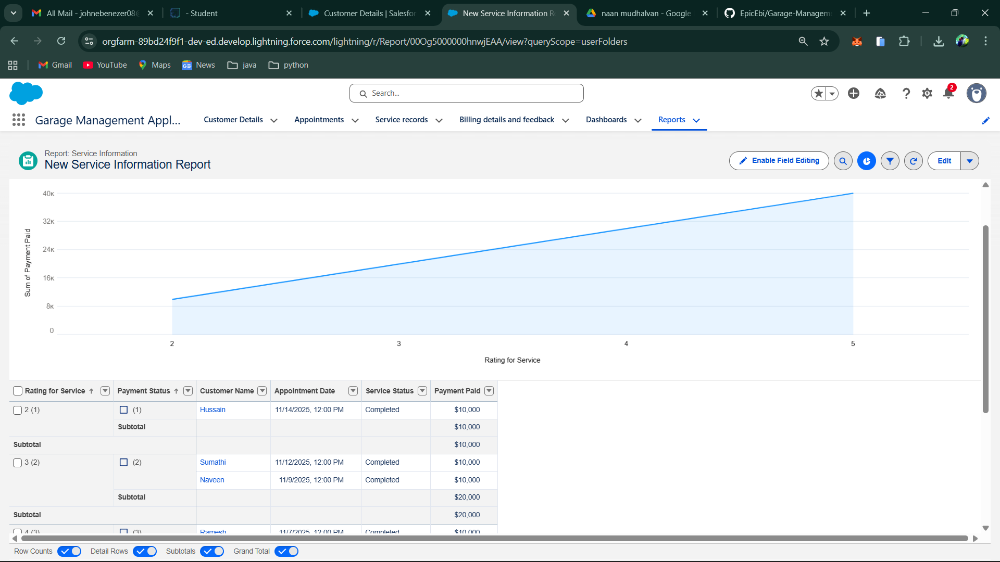 All Mail - johnebenezer08
- Student
Customer Details | Salesfor
New Service Information R
naan mudhalvan - Google
EpicEbi/Garage-Managem
orgfarm-89bd24f9f1-dev-ed.develop.lightning.force.com/lightning/r/Report/00Og5000000hnwjEAA/view?queryScope=userFolders
Gmail YouTube Maps News java python
Search...
2
Garage Management Appl...
Customer Details
Appointments
Service records
Billing details and feedback
Dashboards
Reports
Report: Service Information
New Service Information Report
Enable Field Editing
Edit
Sum of Payment Paid
40K
32K
24K
16K
8K
0
2 3 4 5
Rating for Service
Rating for Service ↑ Payment Status ↑ Customer Name Appointment Date Service Status Payment Paid
2 (1) (1) Hussain 11/14/2025, 12:00 PM Completed $10,000
Subtotal $10,000
Subtotal $10,000
3 (2) (2) Sumathi 11/12/2025, 12:00 PM Completed $10,000
Naveen 11/9/2025, 12:00 PM Completed $10,000
Subtotal $20,000
Subtotal $20,000
4 (3) (3) Ramesh 11/7/2025, 12:00 PM Completed $10,000
Row Counts Detail Rows Subtotals Grand Total